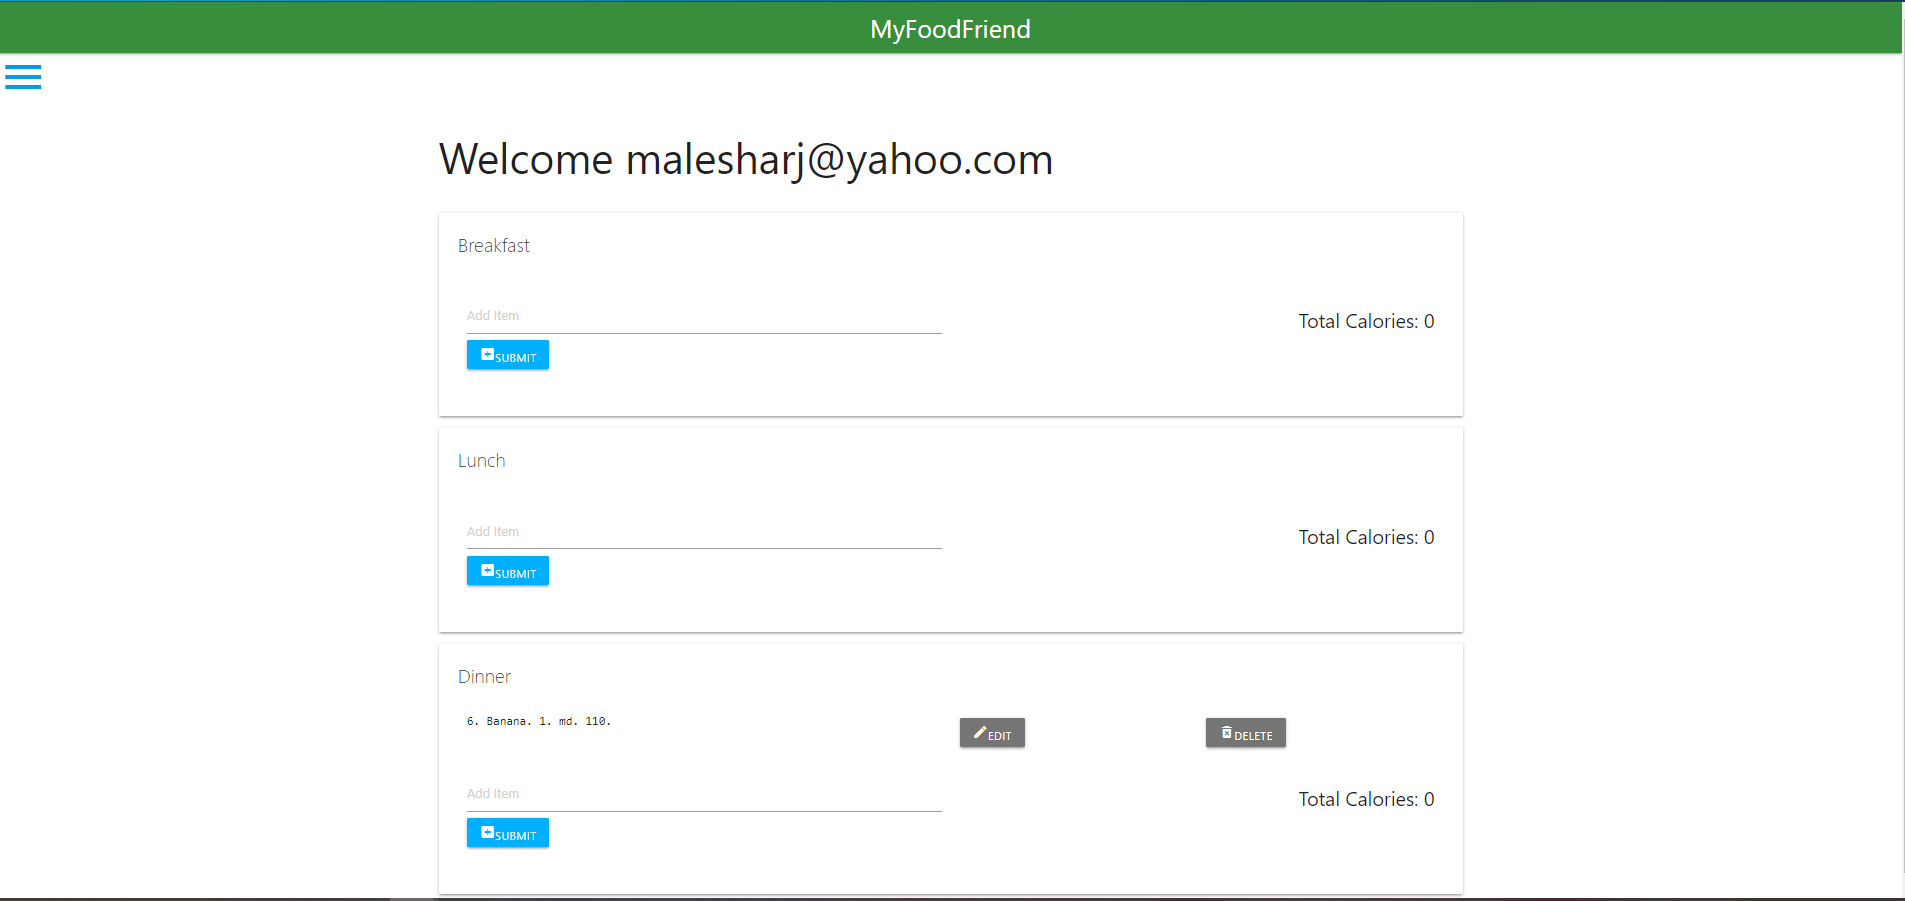 MyFoodFriend
Welcome malesharj@yahoo.com
Breakfast
Add Item
Total Calories: 0
SUBMIT
Lunch
Add Item
Total Calories: 0
SUBMIT
Dinner
6. Banana. 1. md. 110.
EDIT
DELETE
Add Item
Total Calories: 0
SUBMIT